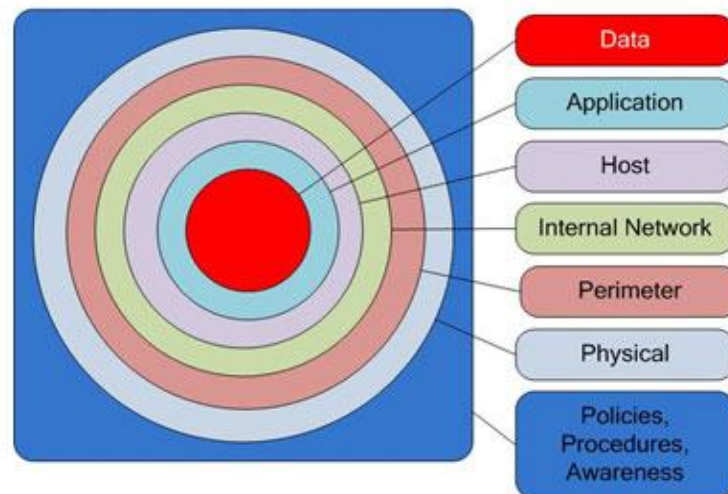 Data
Application
Host
Internal Network
Perimeter
Physical
Policies,
Procedures,
Awareness